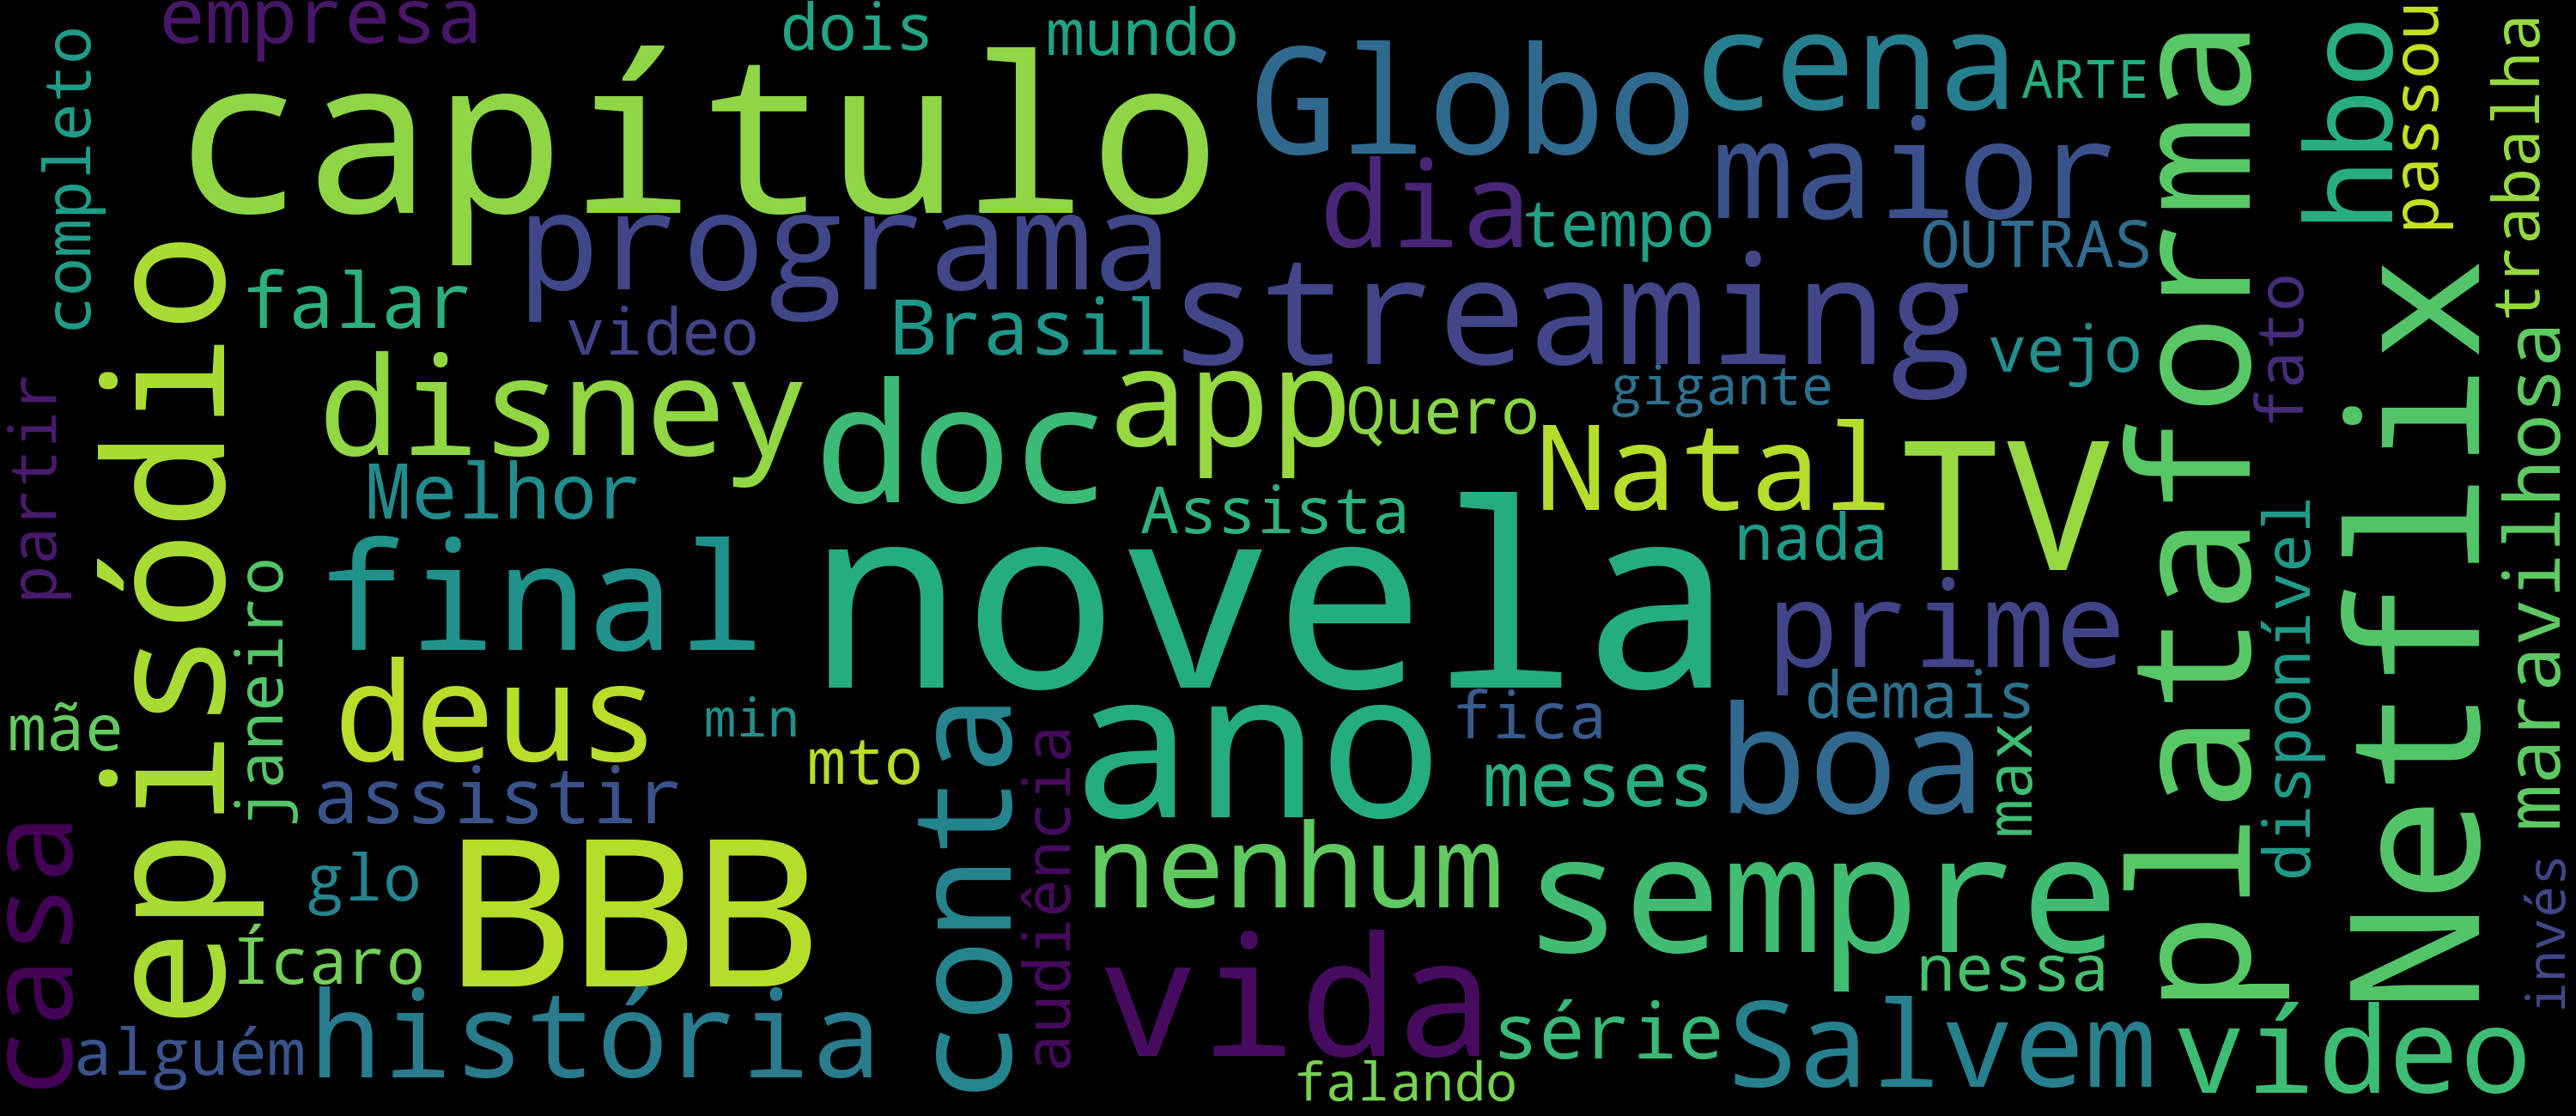 empresa
dois
mundo
completo
capítulo
Globo
cena
ARTE
plataforma
hbo
passou
trabalha
maior
dia
tempo
OUTRAS
programa
episódio
falar
video
Brasil
streaming
vejo
fato
Netflix
maravilhosa
partir
disney
doc
app
Quero
gigante
Natal
TV
Melhor
Assista
nada
novela
final
janeiro
prime
disponível
deus
mãe
min
mto
conta
ano
fica
demais
boa
meses
max
assistir
audiência
casa
BBB
glo
nenhum
sempre
invés
Ícaro
vida
nessa
história
alguém
série
Salvem
vídeo
falando